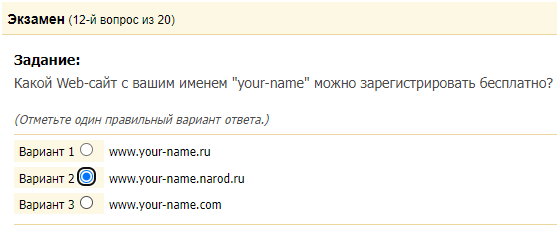 Экзамен (12-й вопрос из 20)
Задание:
Какой Web-сайт с вашим именем "your-name" можно зарегистрировать бесплатно?
(Отметьте один правильный вариант ответа.)
Вариант 1 www.your-name.ru
Вариант 2 www.your-name.narod.ru
Вариант 3 www.your-name.com